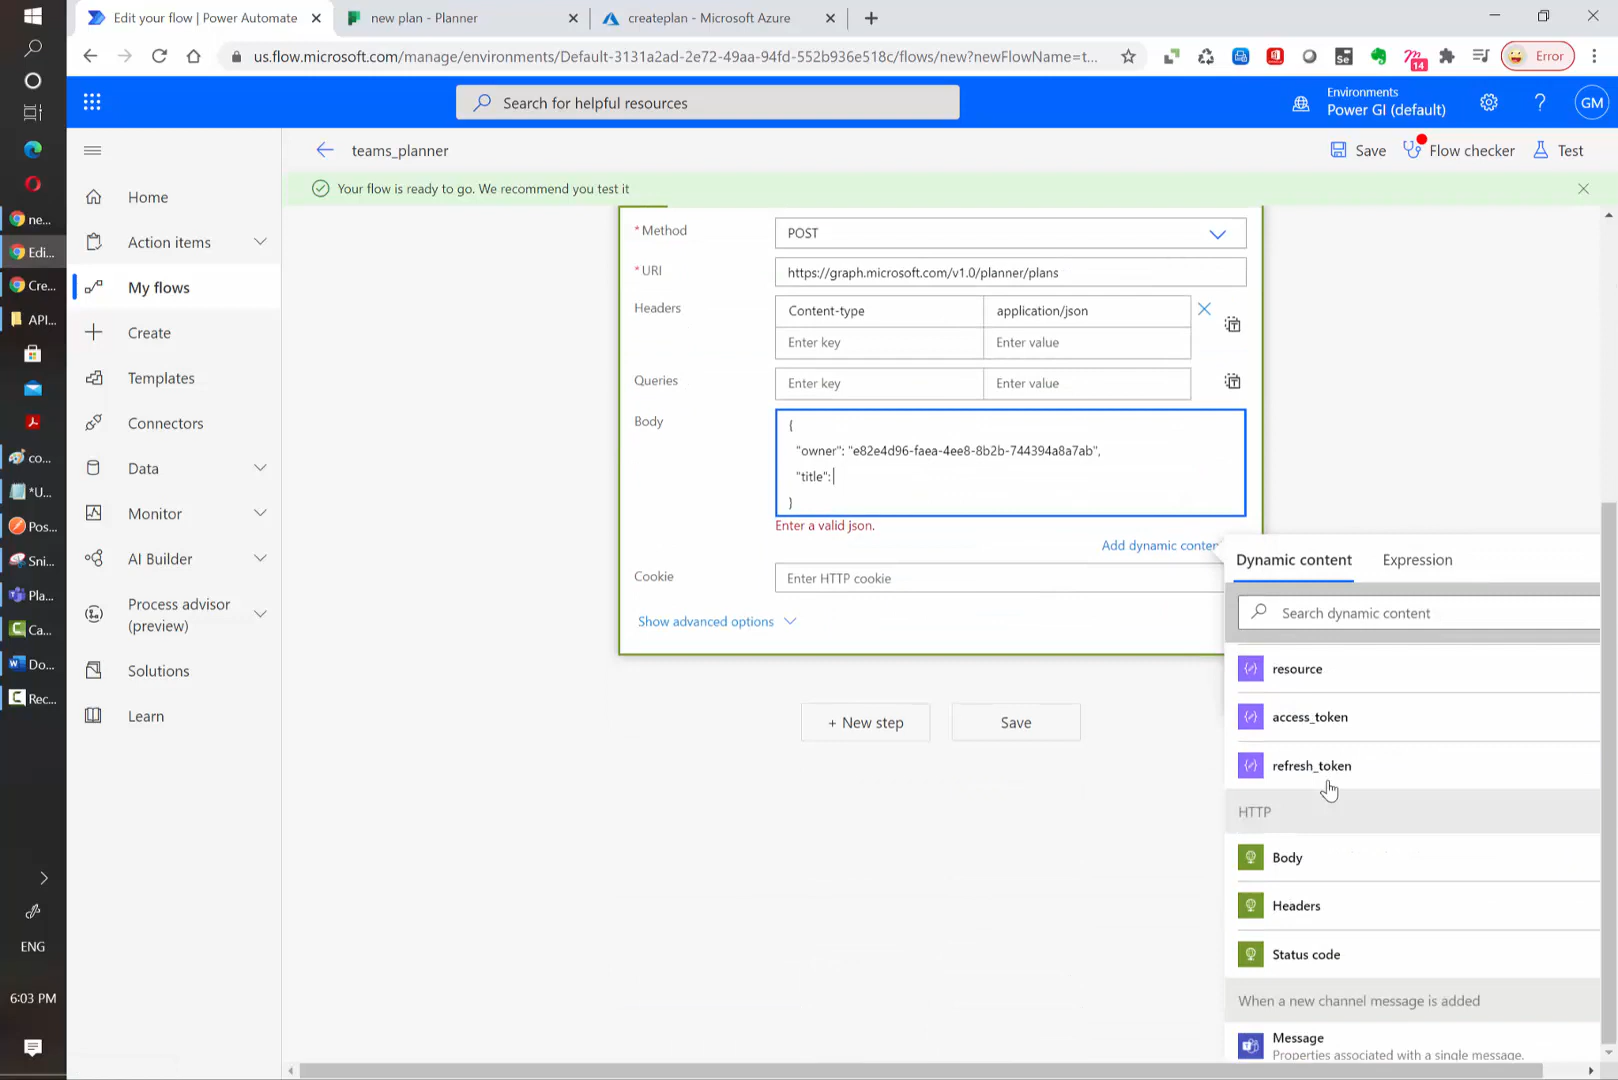 Edit your flow | Power Automate
new plan - Planner
createplan - Microsoft Azure
us.flow.microsoft.com/manage/environments/Default-3131a2ad-2e72-49aa-94fd-552b936e518c/flows/new?newFlowName=t...
Se
14
Error
Search for helpful resources
Environments
Power GI (default)
?
GM
teams_planner
Save
Flow checker
Test
Your flow is ready to go. We recommend you test it
Home
Action items
My flows
Create
Templates
Connectors
Data
Monitor
AI Builder
Process advisor
(preview)
Solutions
Learn
ne...
Edi...
Cre...
API...
co...
*U...
Pos...
Sni...
Pla...
Ca...
Do...
Rec...
ENG
6:03 PM
* Method
POST
* URI
https://graph.microsoft.com/v1.0/planner/plans
Headers
Content-type
application/json
Enter key
Enter value
Queries
Enter key
Enter value
Body
{
"owner": "e82e4d96-faea-4ee8-8b2b-744394a8a7ab",
"title":
}
Enter a valid json.
Add dynamic conten
Cookie
Enter HTTP cookie
Show advanced options
+ New step
Save
Dynamic content
Expression
Search dynamic content
resource
access_token
refresh_token
HTTP
Body
Headers
Status code
When a new channel message is added
Message
Properties associated with a single message.